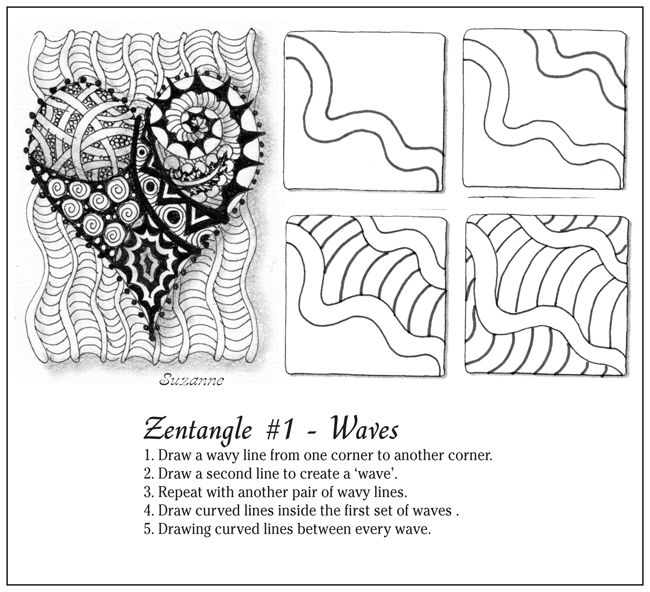 Suzanne
Zentangle #1 - Waves
1. Draw a wavy line from one corner to another corner.
2. Draw a second line to create a 'wave'.
3. Repeat with another pair of wavy lines.
4. Draw curved lines inside the first set of waves .
5. Drawing curved lines between every wave.